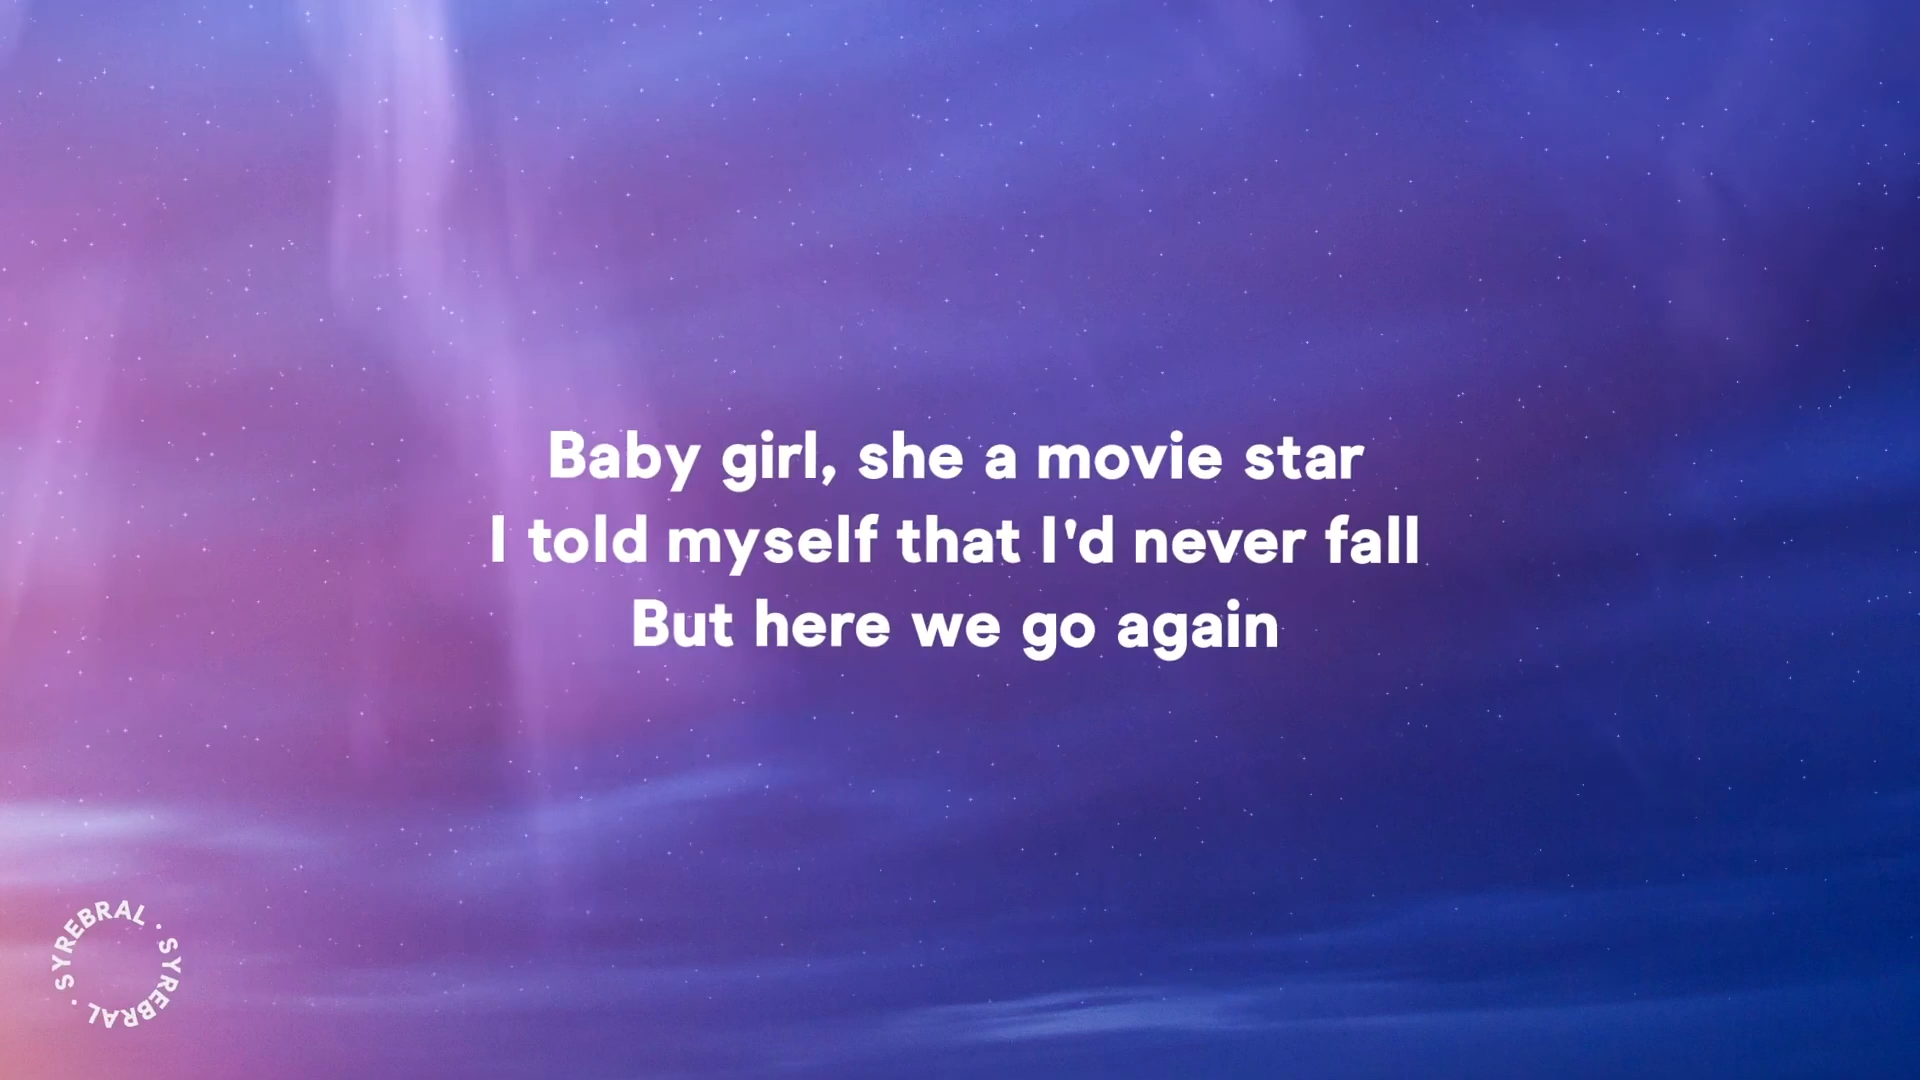 Baby girl, she a movie star
I told myself that I'd never fall
But here we go again
SYREBRAL · SYREBRAL ·